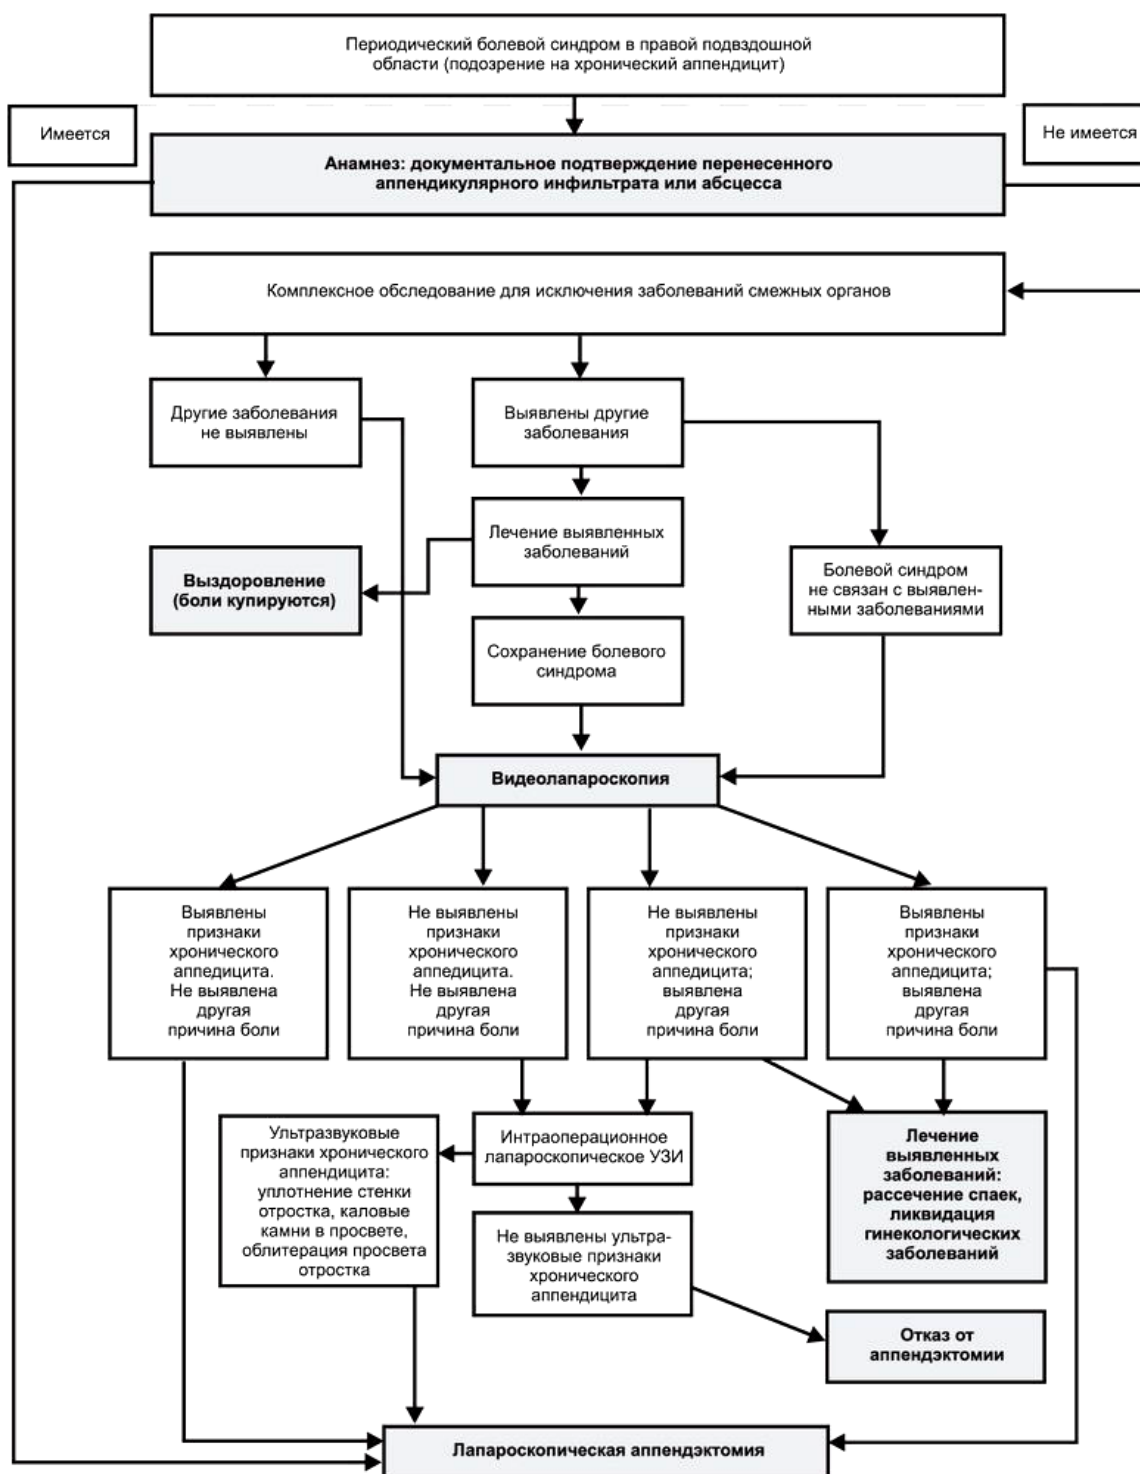 Периодический болевой синдром в правой подвздошной
области (подозрение на хронический аппендицит)
Имеется
Не имеется
Анамнез: документальное подтверждение перенесенного
аппендикулярного инфильтрата или абсцесса
Комплексное обследование для исключения заболеваний смежных органов
Другие заболевания
не выявлены
Выявлены другие
заболевания
Лечение выявленных
заболеваний
Выздоровление
(боли купируются)
Болевой синдром
не связан с выявлен-
ными заболеваниями
Сохранение болевого
синдрома
Видеолапароскопия
Выявлены
признаки
хронического
аппедицита.
Не выявлена
другая
причина боли
Не выявлены
признаки
хронического
аппедицита.
Не выявлена
другая
причина боли
Не выявлены
признаки
хронического
аппедицита;
выявлена
другая
причина боли
Выявлены
признаки
хронического
аппедицита;
выявлена
другая
причина боли
Ультразвуковые
признаки хронического
аппендицита:
уплотнение стенки
отростка, каловые
камни в просвете,
облитерация просвета
отростка
Интраоперационное
лапароскопическое УЗИ
Не выявлены ультра-
звуковые признаки
хронического
аппендицита
Лечение
выявленных
заболеваний:
рассечение спаек,
ликвидация
гинекологических
заболеваний
Отказ от
аппендэктомии
Лапароскопическая аппендэктомия